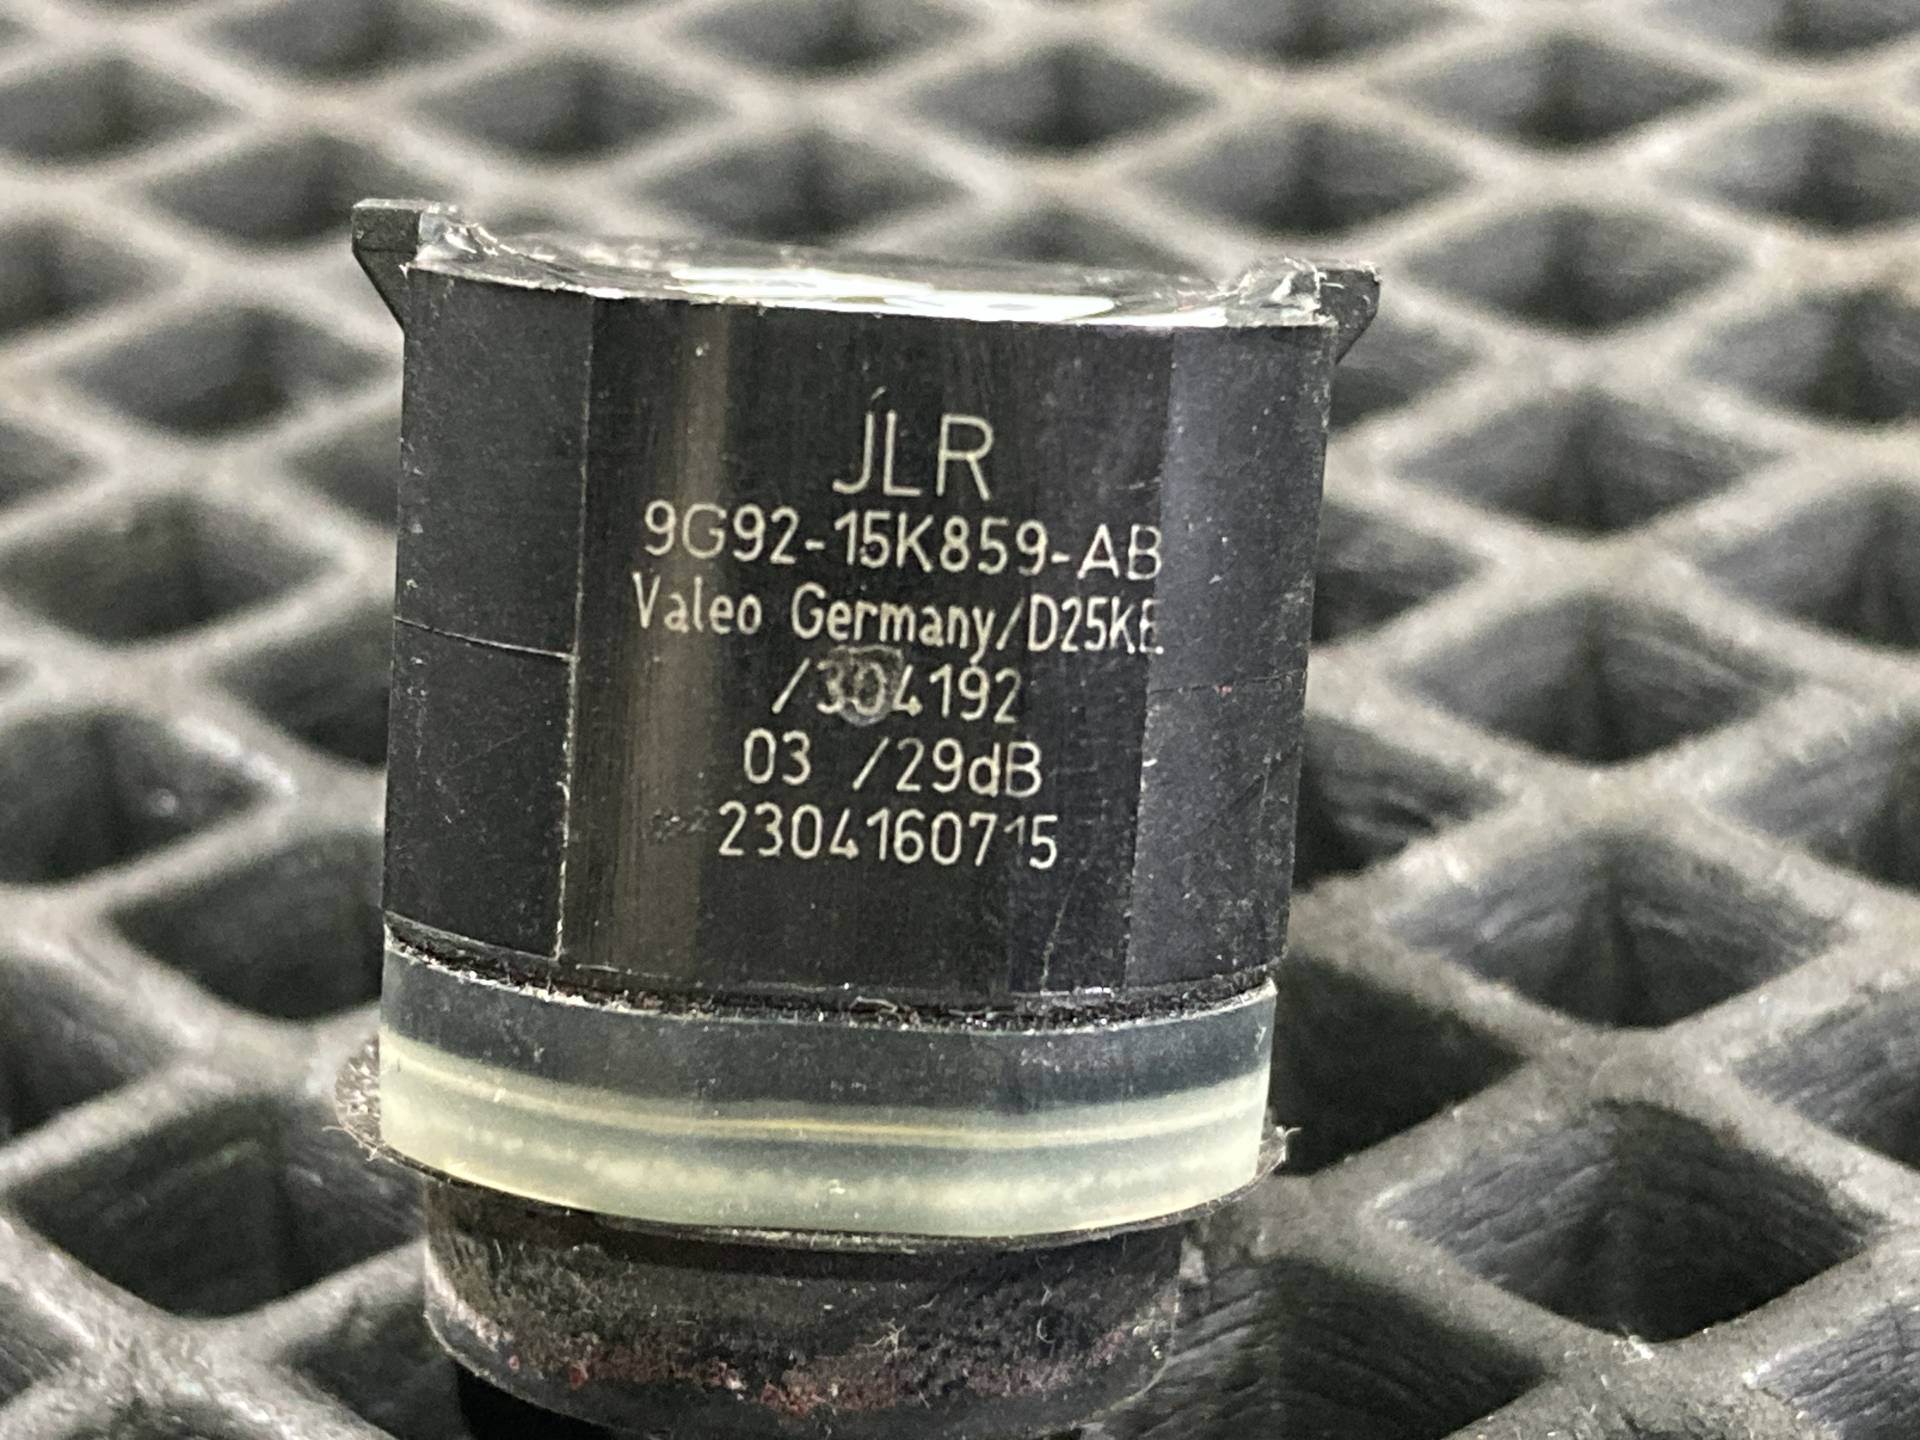 JLR
9G92-15K859-AB
Valeo Germany/D25KE
/304192
03 /29dB
2304160715